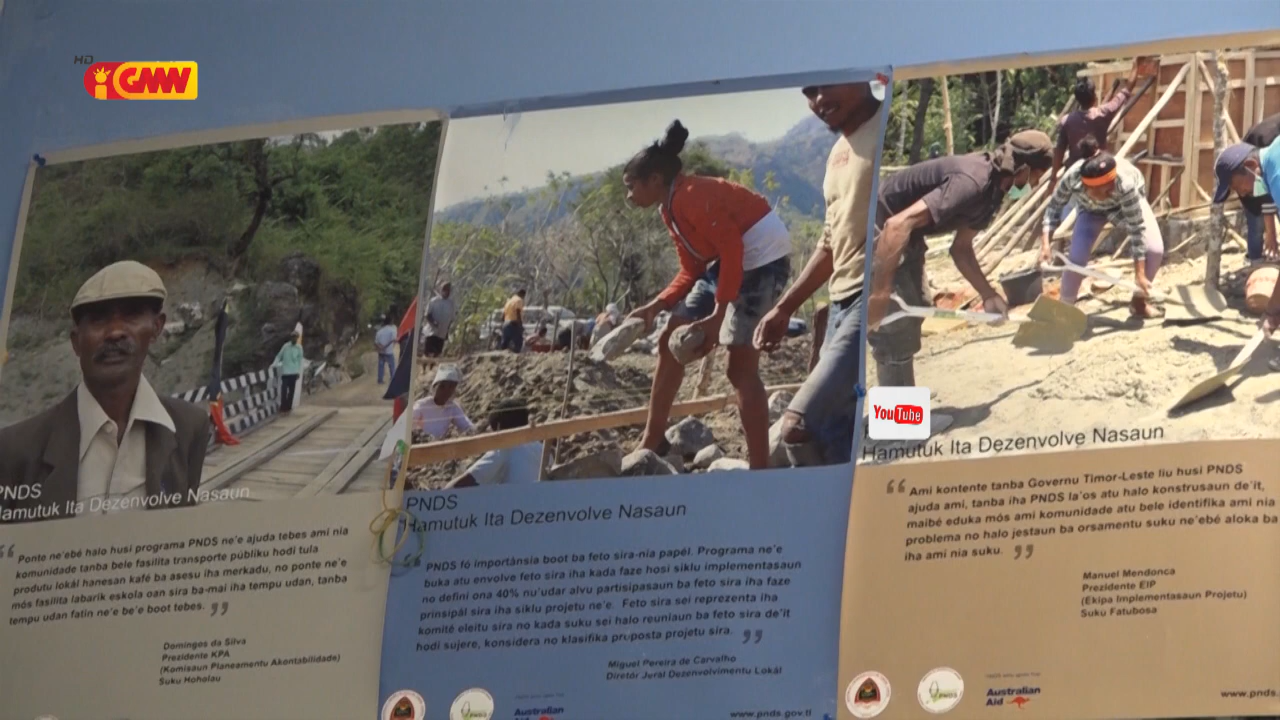 HD
GMN
PNDS
Hamutuk Ita Dezenvolve Nasaun
“ Ponte ne'ebé halo husi programa PNDS ne'e ajuda tebes ami nia
komunidade tanba bele fasilita transporte públiku hodi tula
produtu lokál hanesan kafé ba asesu iha merkadu, no ponte ne'e
mós fasilita labarik eskola oan sira ba-mai iha tempu udan, tanba
tempu udan fatin ne'e be'e boot tebes. ”
Domingos da Silva
Prezidente KPA
(Komisaun Planeamentu Akontabilidade)
Suku Hoholau
PNDS
Hamutuk Ita Dezenvolve Nasaun
“ PNDS fó importánsia boot ba feto sira-nia papél. Programa ne'e
buka atu envolve feto sira iha kada faze hosi siklu implementasaun
no defini ona 40% nu'udar alvu partisipasaun ba feto sira iha faze
prinsipál sira iha siklu projetu ne'e. Feto sira sei reprezenta iha
komité eleitu sira no kada suku sei halo reuniaun ba feto sira de'it
hodi sujere, konsidera no klasifika proposta projetu sira. ”
Miguel Pereira de Carvalho
Diretór Jurál Dezenvolvimentu Lokál
PNDS
Australian
Aid
www.pnds.gov.tl
YouTube
Hamutuk Ita Dezenvolve Nasaun
“ Ami kontente tanba Governu Timor-Leste liu husi PNDS
ajuda ami, tanba iha PNDS la'os atu halo konstrusaun de'it,
maibé eduka mós ami komunidade atu bele identifika ami nia
problema no halo jestaun ba orsamentu suku ne'ebé aloka ba
iha ami nia suku. ”
Manuel Mendonca
Prezidente EIP
(Ekipa Implementasaun Projetu)
Suku Fatubosa
PNDS
Australian
Aid
www.pnds.